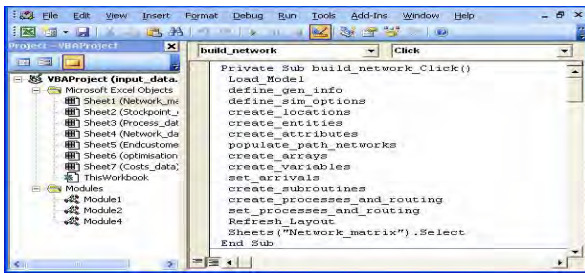 File Edit View Insert Format Debug Run Tools Add-Ins Window Help
Project - VBAProject
VBAProject (input_data.
Microsoft Excel Objects
Sheet1 (Network_ma
Sheet2 (Stockpoint_
Sheet3 (Process_dat
Sheet4 (Network_da
Sheet5 (Endcustome
Sheet6 (optimisation
Sheet7 (Costs_data)
ThisWorkbook
Modules
Module1
Module2
Module4
build_network Click
Private Sub build_network_Click()
Load_Model
define_gen_info
define_sim_options
create_locations
create_entities
create_attributes
populate_path_networks
create_arrays
create_variables
set_arrivals
create_subroutines
create_processes_and_routing
set_processes_and_routing
Refresh_Layout
Sheets("Network_matrix").Select
End Sub